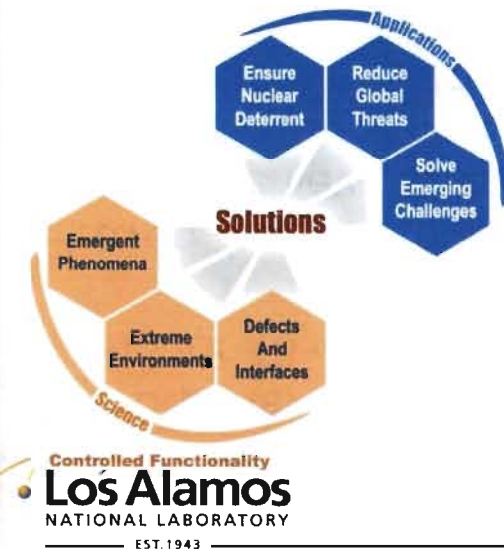 Applications
Ensure
Nuclear
Deterrent
Reduce
Global
Threats
Solve
Emerging
Challenges
Solutions
Emergent
Phenomena
Extreme
Environments
Defects
And
Interfaces
Science
Controlled Functionality
Los Alamos
NATIONAL LABORATORY
EST.1943